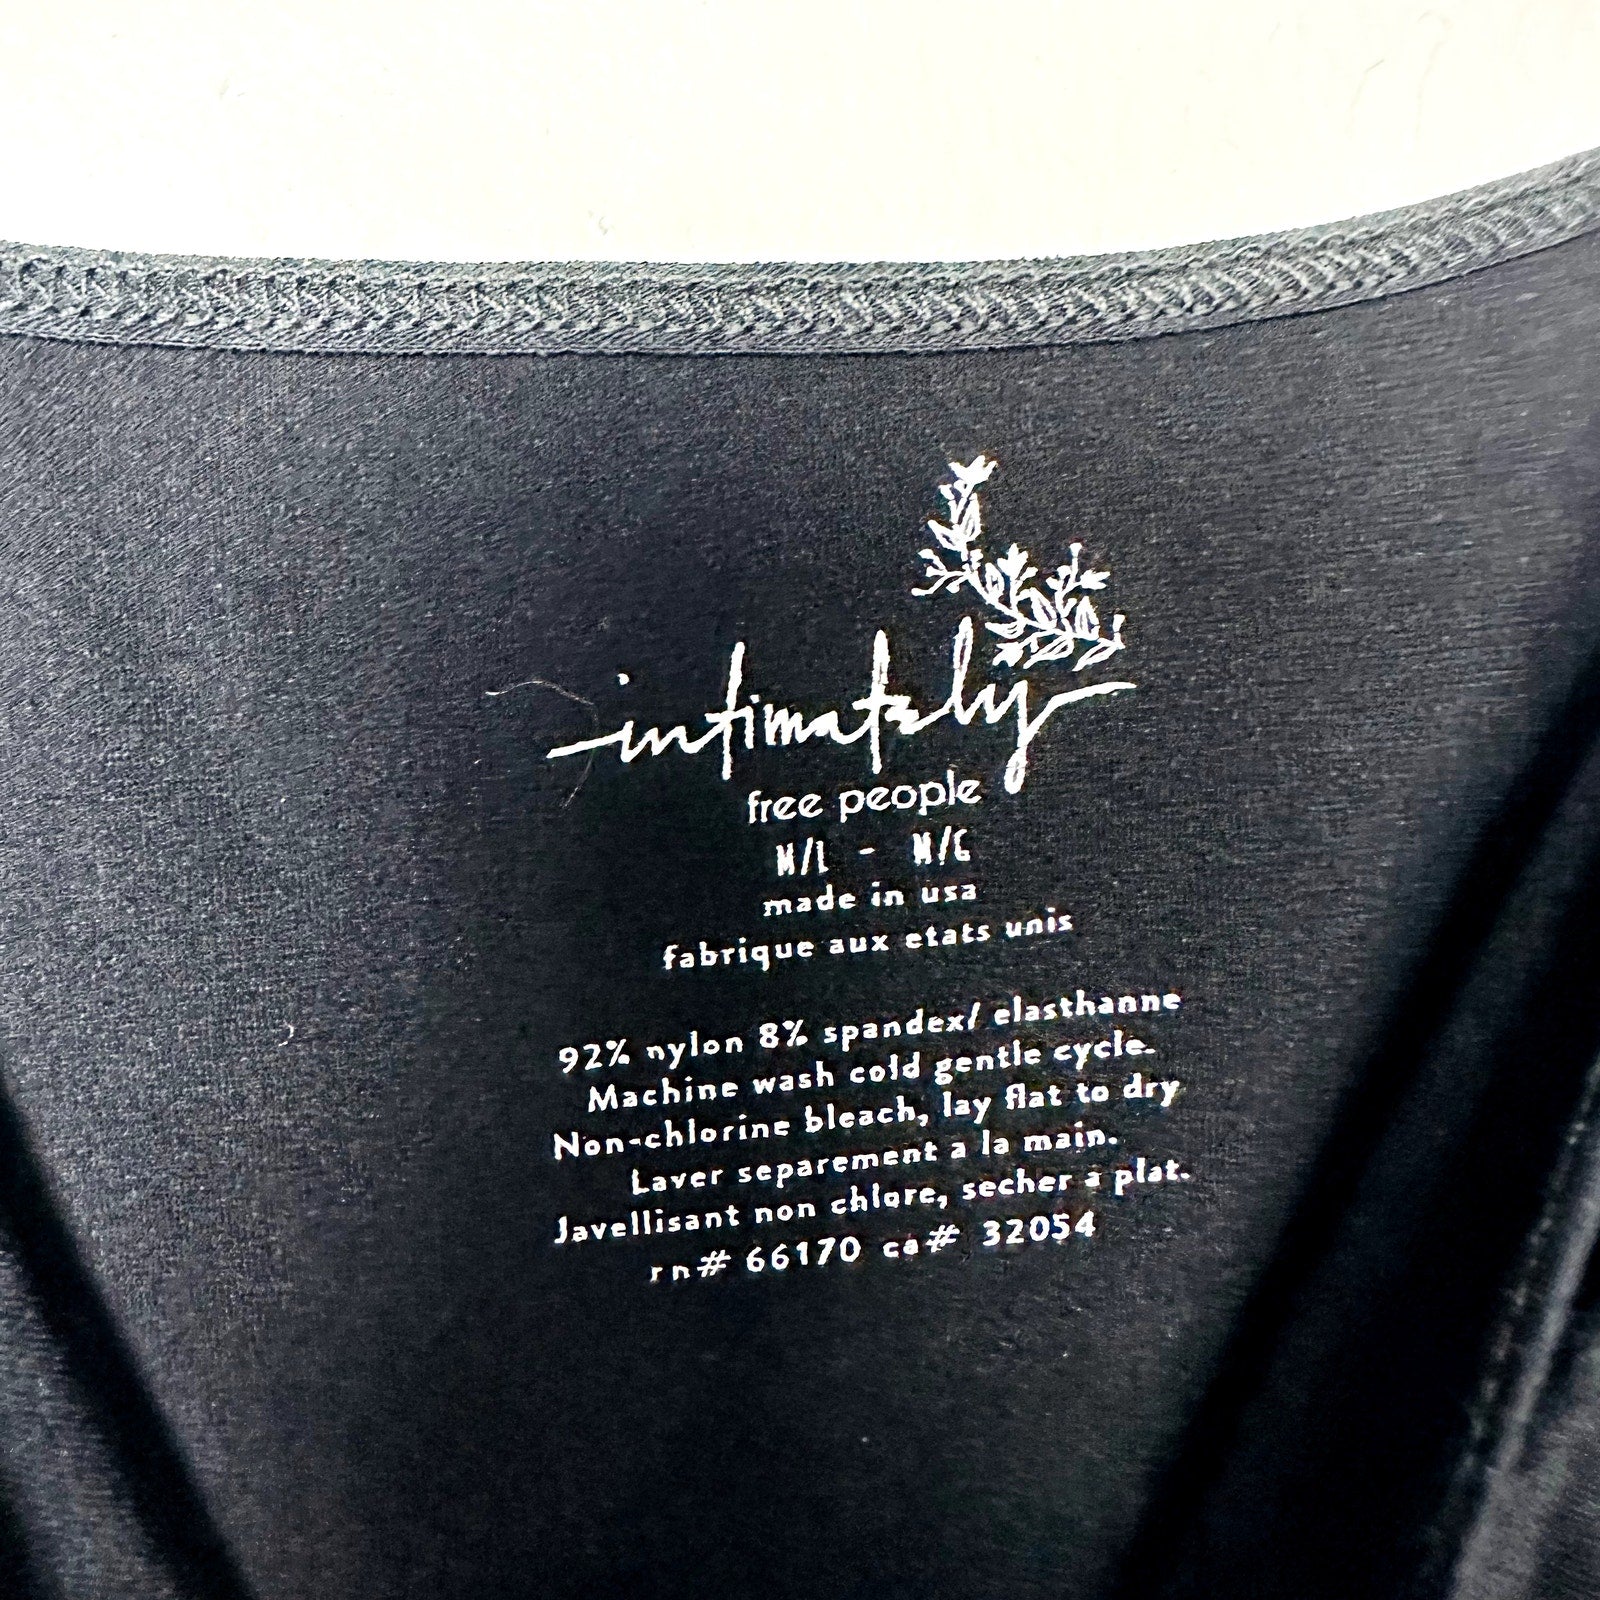 intimately
free people
M/L - M/G
made in usa
fabrique aux etats unis
92% nylon 8% spandex/ elasthanne
Machine wash cold gentle cycle.
Non-chlorine bleach, lay flat to dry
Laver separement a la main.
Javellisant non chlore, secher a plat.
rn# 66170 ca# 32054